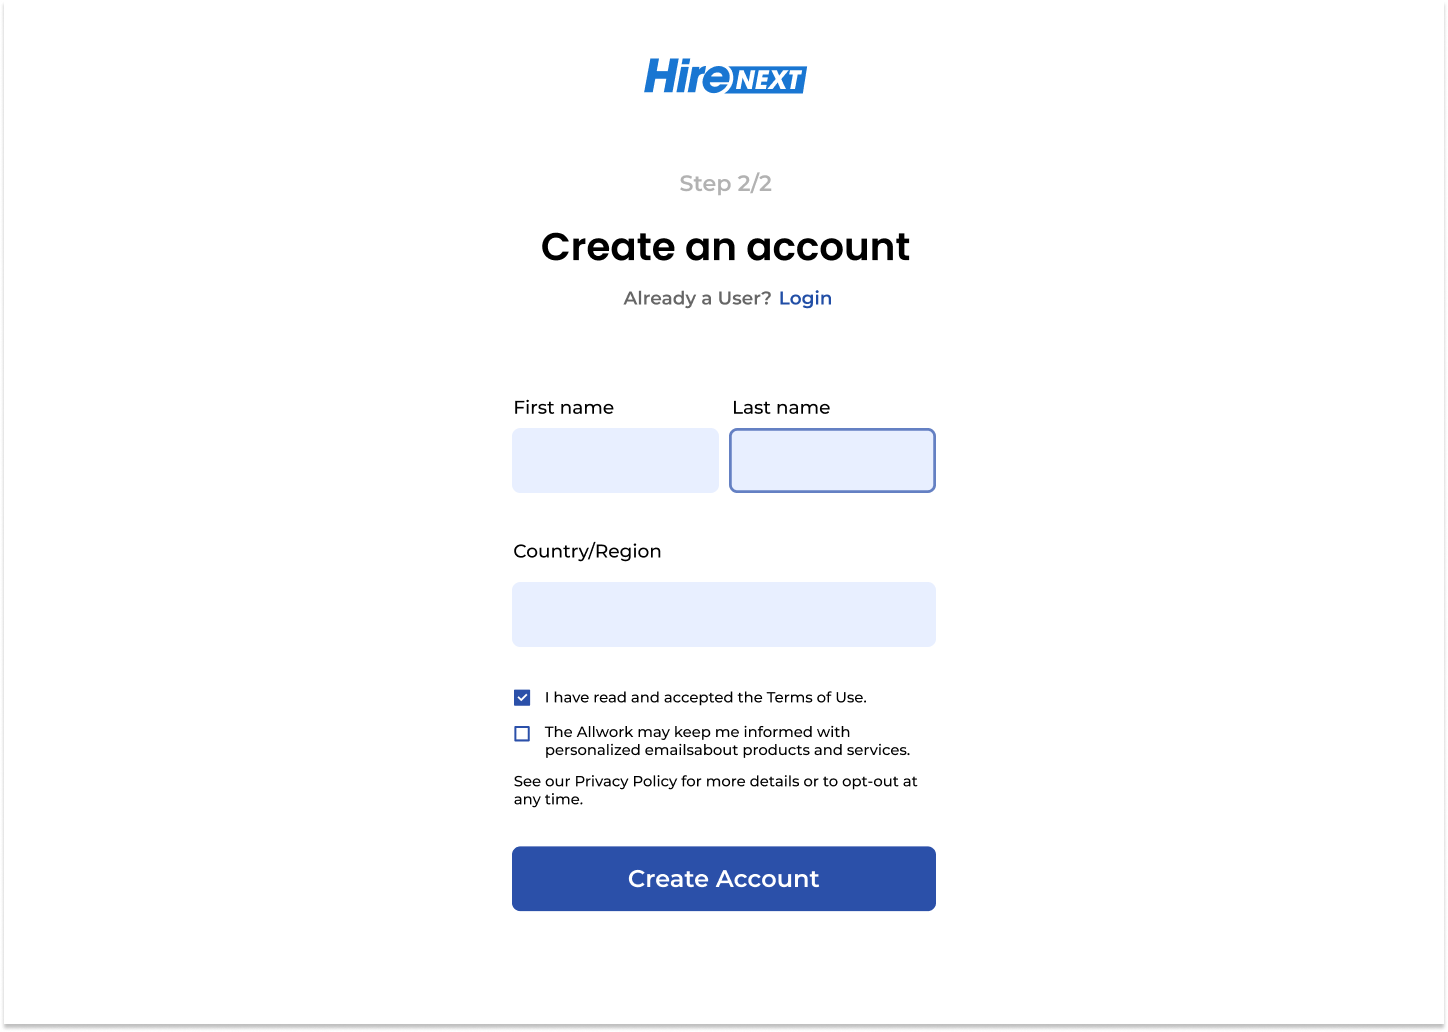 Hire NEXT
Step 2/2
Create an account
Already a User? Login
First name
Last name
Country/Region
I have read and accepted the Terms of Use.
The Allwork may keep me informed with
personalized emailsabout products and services.
See our Privacy Policy for more details or to opt-out at
any time.
Create Account